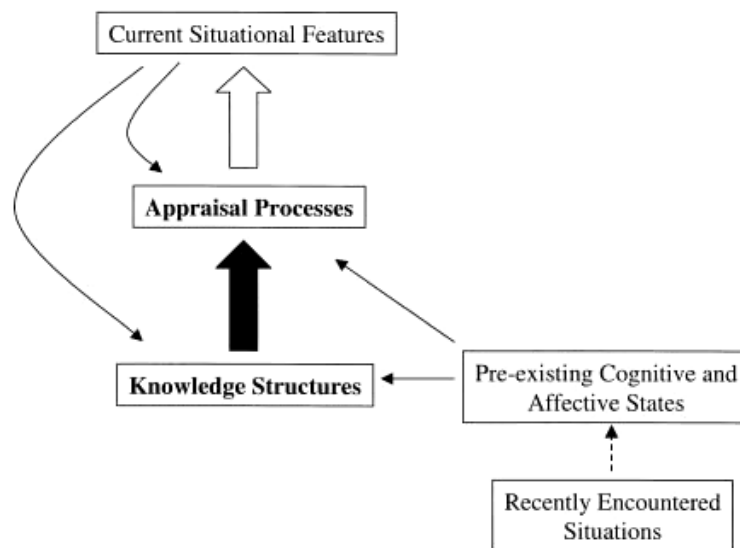 Current Situational Features
Appraisal Processes
Knowledge Structures
Pre-existing Cognitive and
Affective States
Recently Encountered
Situations